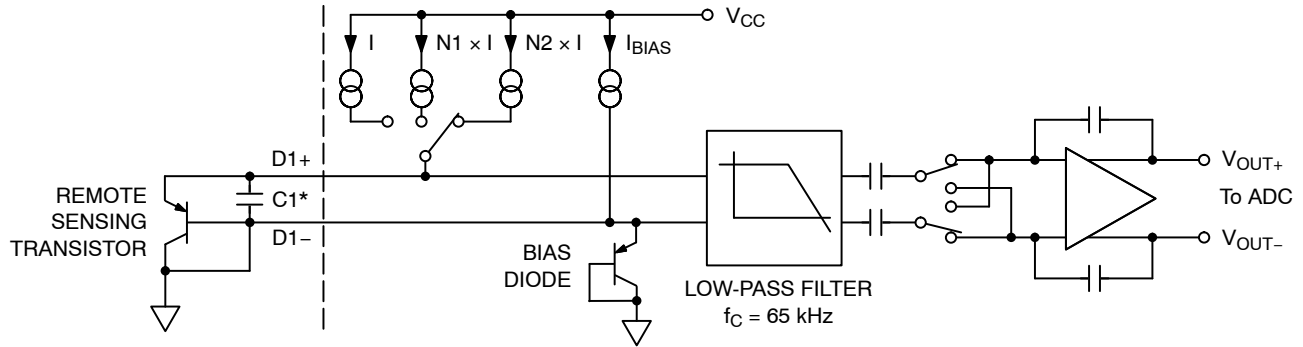 V<sub>CC</sub>
I
N1 × I
N2 × I
I<sub>BIAS</sub>
D1+
C1*
D1−
REMOTE
SENSING
TRANSISTOR
BIAS
DIODE
LOW-PASS FILTER
f<sub>C</sub> = 65 kHz
V<sub>OUT+</sub>
To ADC
V<sub>OUT−</sub>